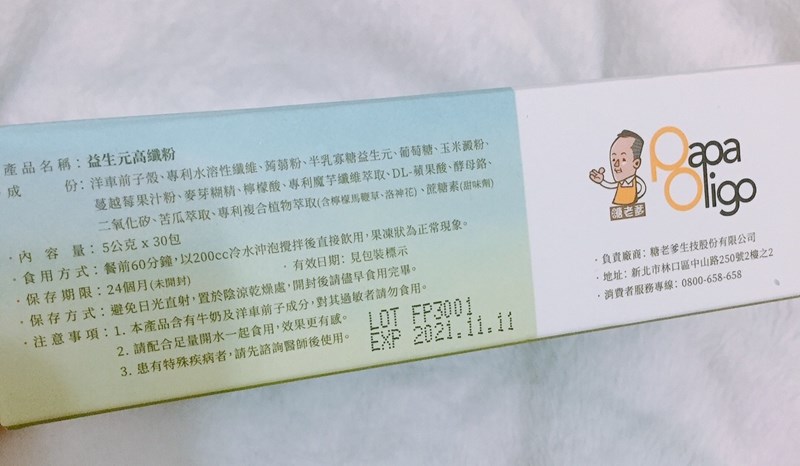 產品名稱：益生元高纖粉
成　　份：洋車前子殼、專利水溶性纖維、蒟蒻粉、半乳寡糖益生元、葡萄糖、玉米澱粉、
蔓越莓果汁粉、麥芽糊精、檸檬酸、專利魔芋纖維萃取、DL-蘋果酸、酵母鉻、
二氧化矽、苦瓜萃取、專利複合植物萃取(含檸檬馬鞭草、洛神花)、蔗糖素(甜味劑)
·內 容 量：5公克 x 30包
·食用方式：餐前60分鐘，以200cc冷水沖泡攪拌後直接飲用，果凍狀為正常現象。
·保存期限：24個月(未開封)　·有效日期：見包裝標示
·保存方式：避免日光直射，置於陰涼乾燥處，開封後請儘早食用完畢。
·注意事項：1. 本產品含有牛奶及洋車前子成分，對其過敏者請勿食用。
2. 請配合足量開水一起食用，效果更有感。
3. 患有特殊疾病者，請先諮詢醫師後使用。
LOT FP3001
EXP 2021.11.11
糖老爹
Papa
Oligo
·負責廠商：糖老爹生技股份有限公司
·地址：新北市林口區中山路250號2樓之2
·消費者服務專線：0800-658-658